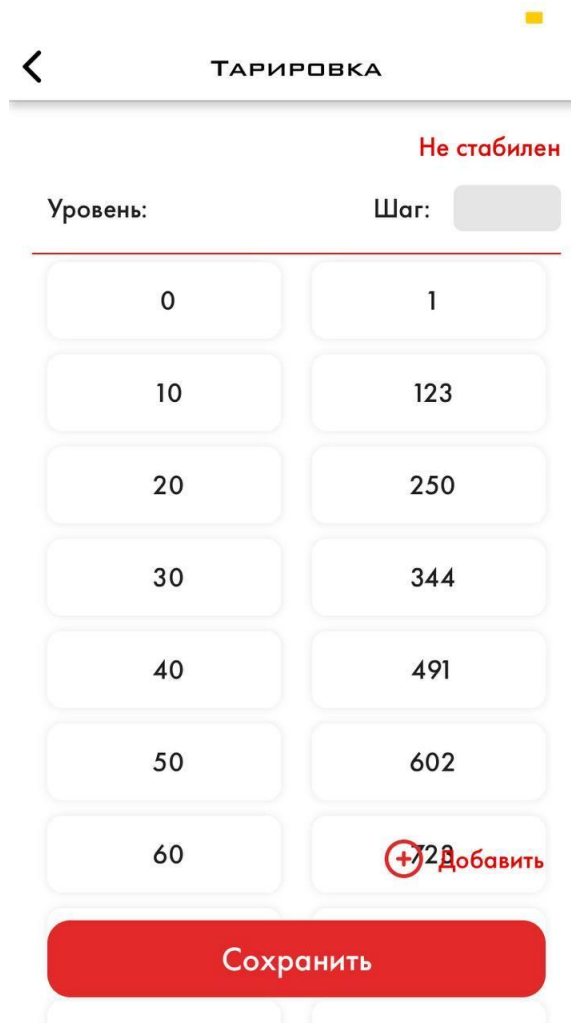 Тарировка
Не стабилен
Уровень: Шаг:
0 1
10 123
20 250
30 344
40 491
50 602
60 723 Добавить
Сохранить